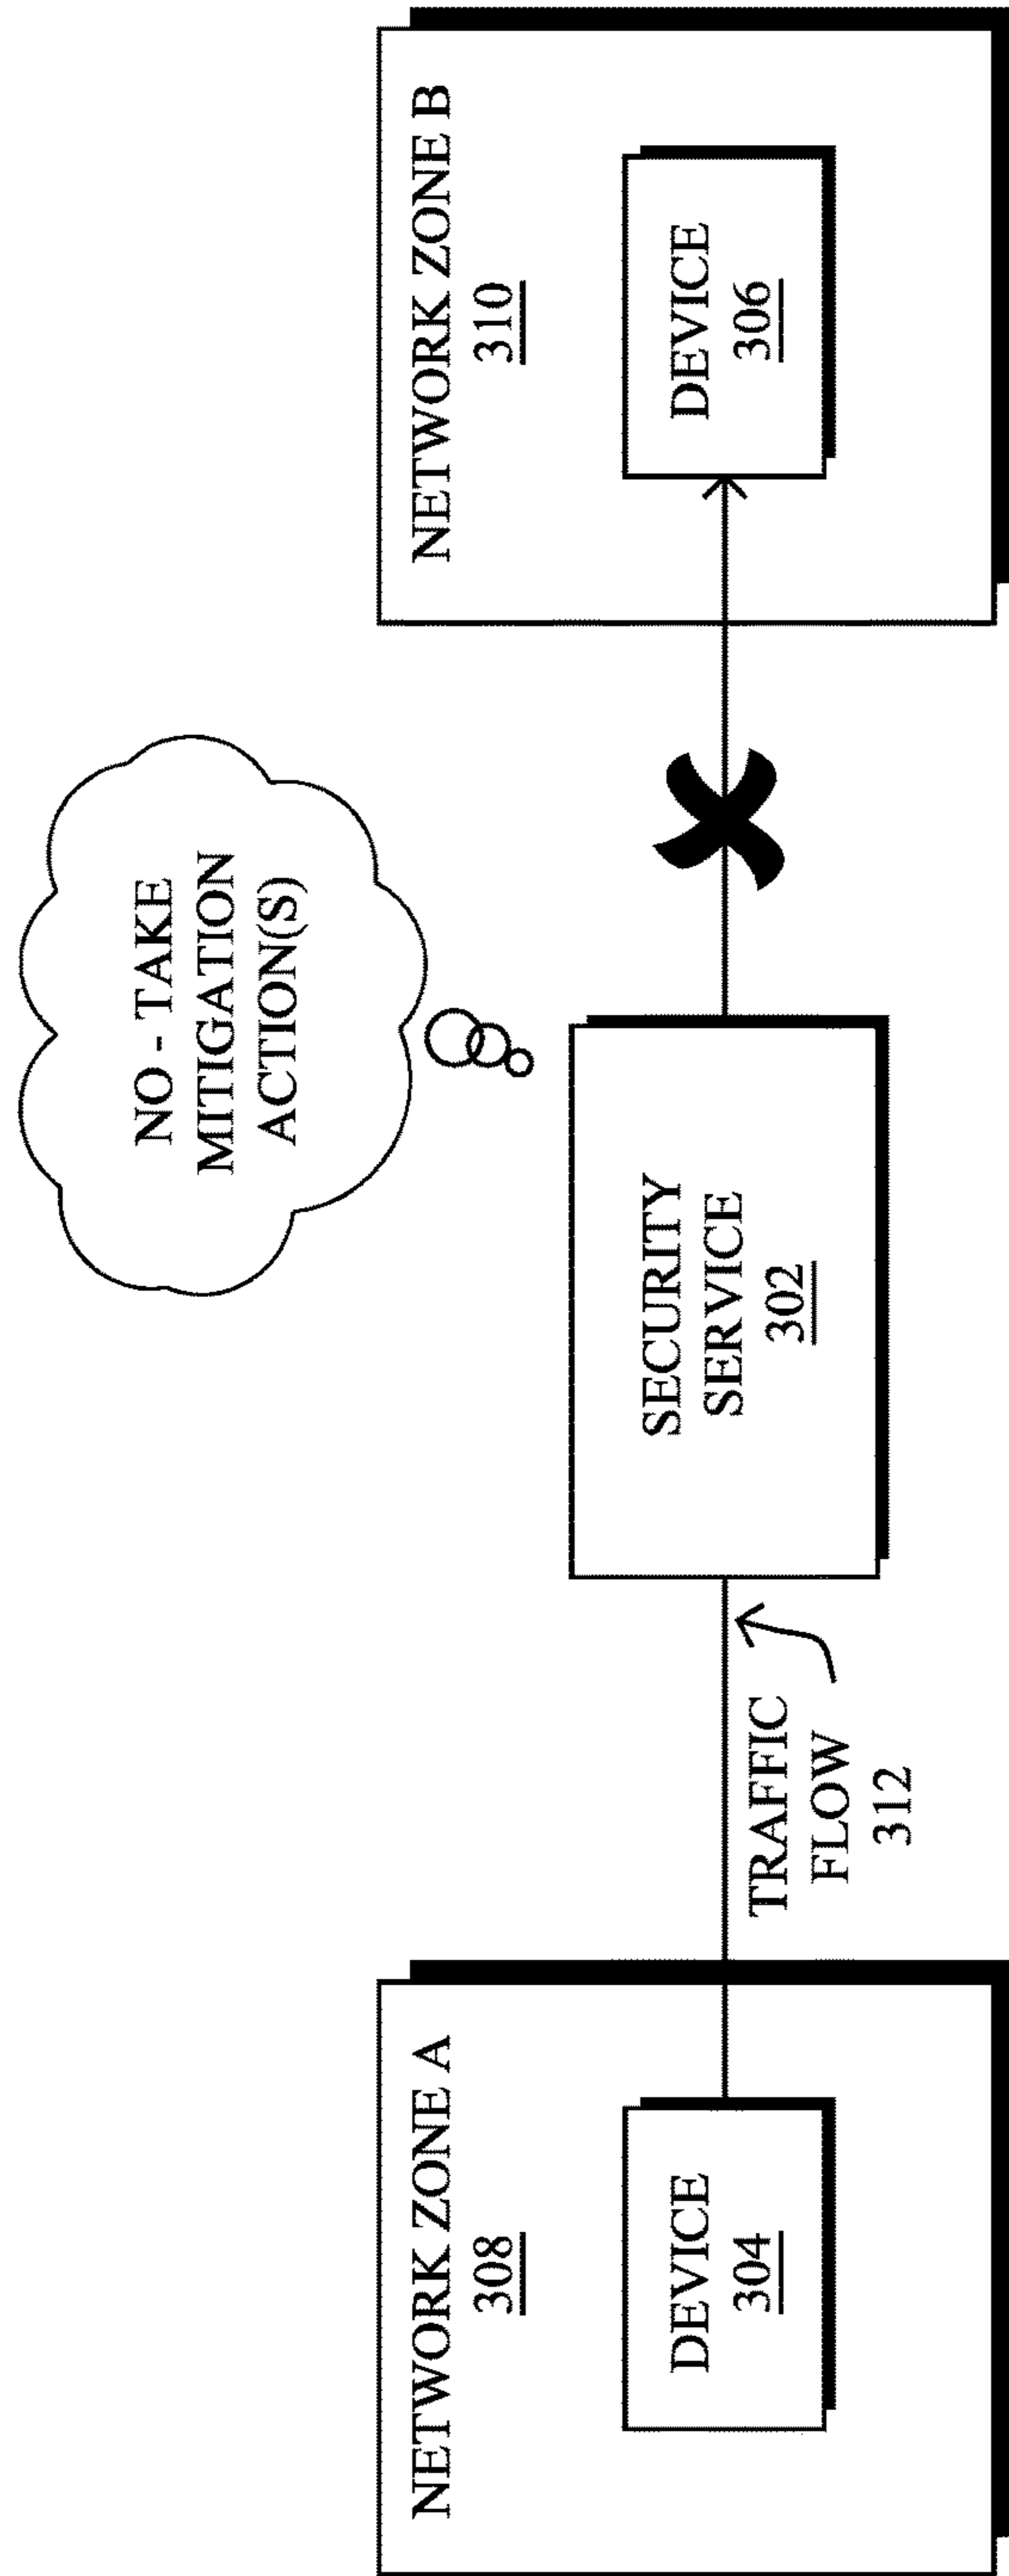 NO - TAKE
MITIGATION
ACTION(S)
NETWORK ZONE A
308
DEVICE
304
TRAFFIC
FLOW
312
SECURITY
SERVICE
302
NETWORK ZONE B
310
DEVICE
306